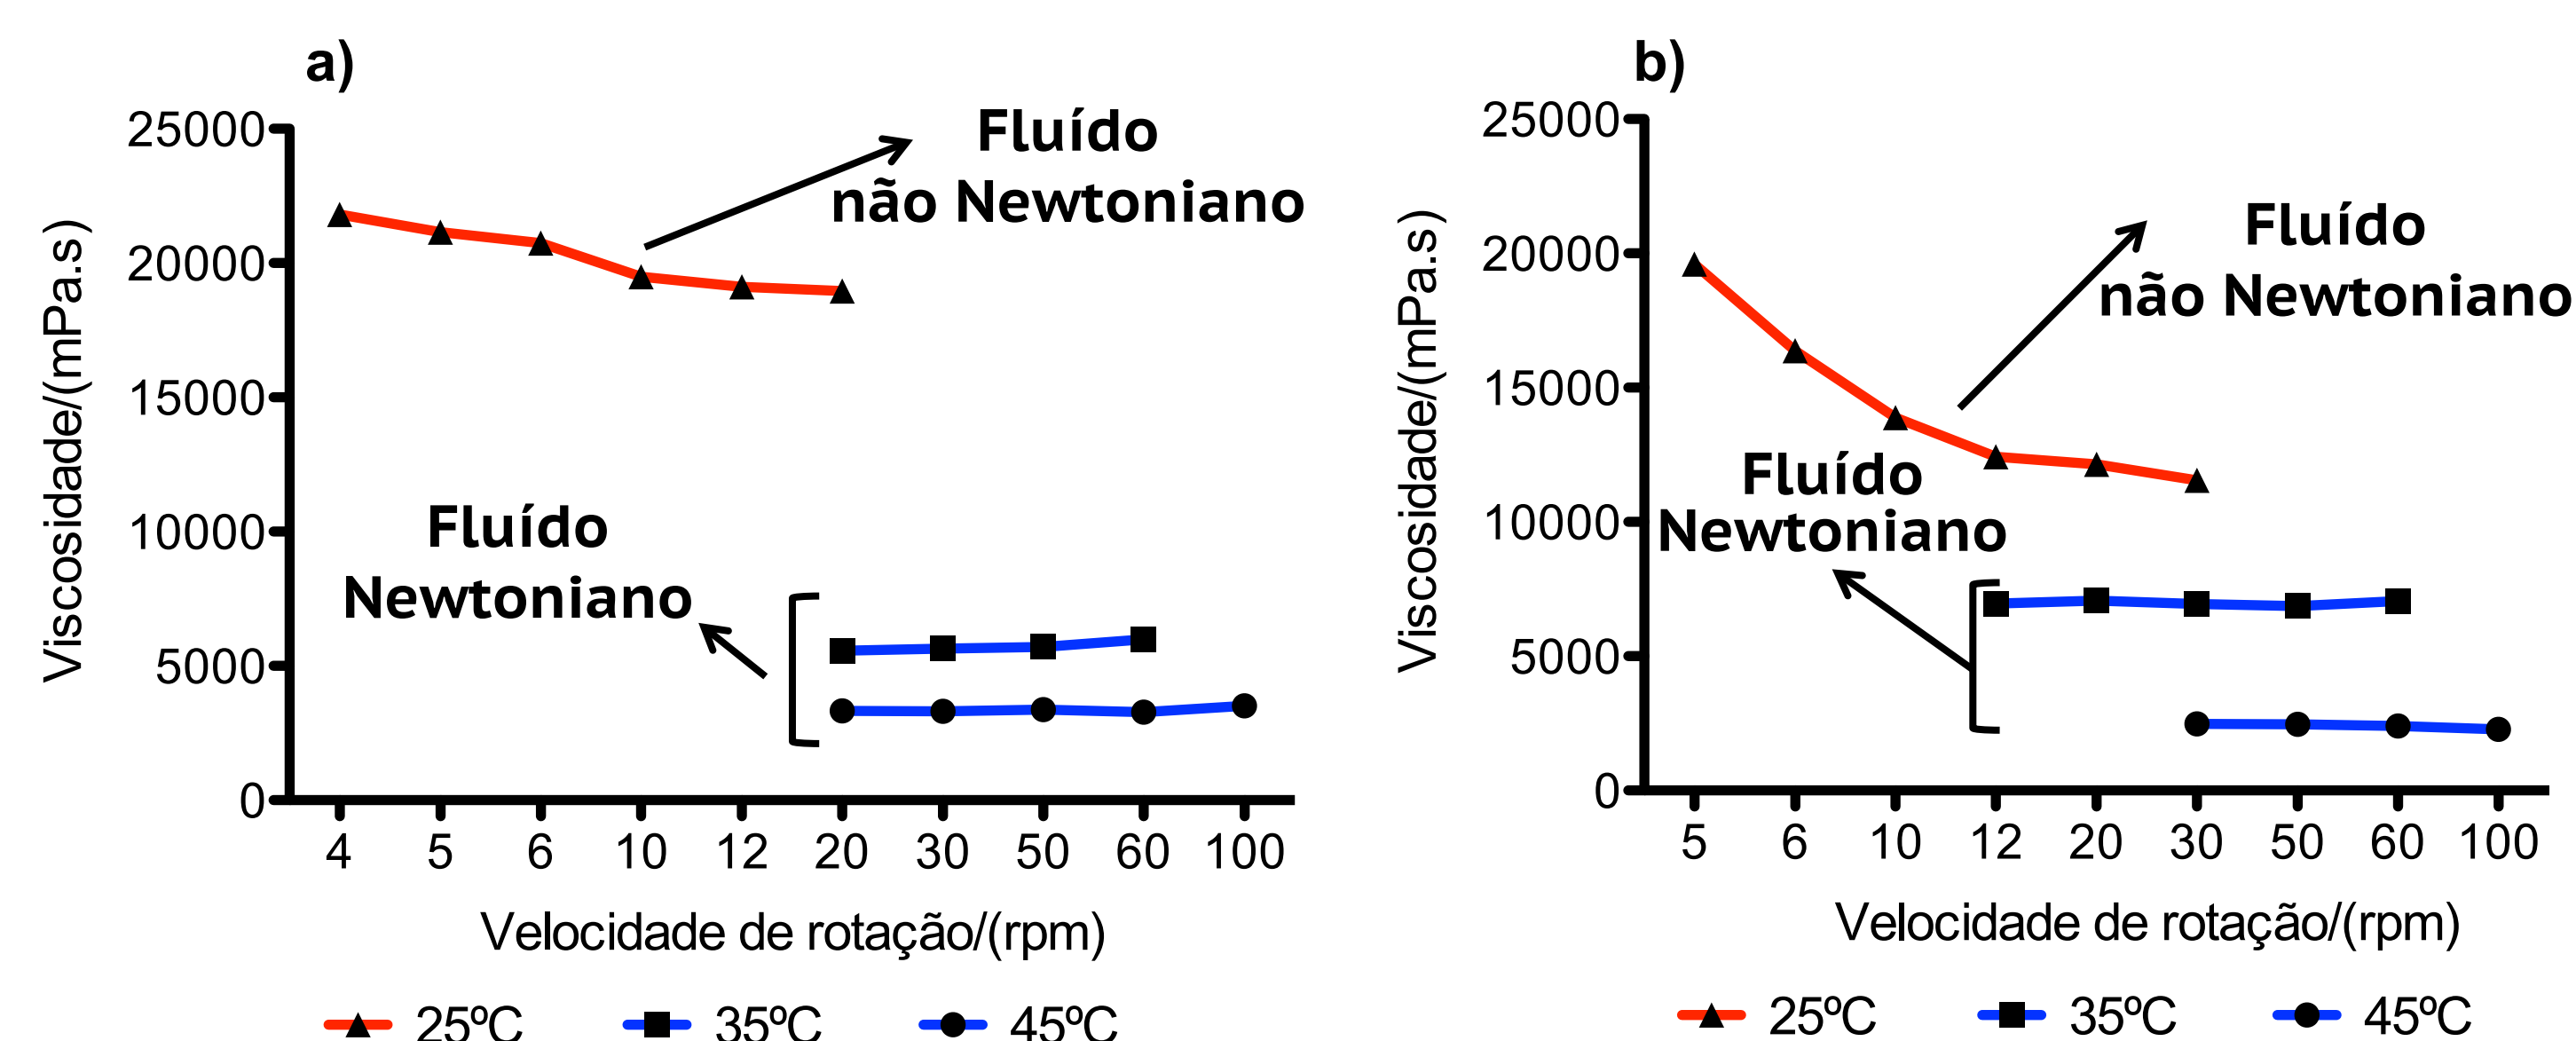 a)
25000
20000
15000
10000
5000
0
Viscosidade/(mPa.s)
Fluído
não Newtoniano
Fluído
Newtoniano
4 5 6 10 12 20 30 50 60 100
Velocidade de rotação/(rpm)
25ºC 35ºC 45ºC
b)
25000
20000
15000
10000
5000
0
Viscosidade/(mPa.s)
Fluído
não Newtoniano
Fluído
Newtoniano
5 6 10 12 20 30 50 60 100
Velocidade de rotação/(rpm)
25ºC 35ºC 45ºC